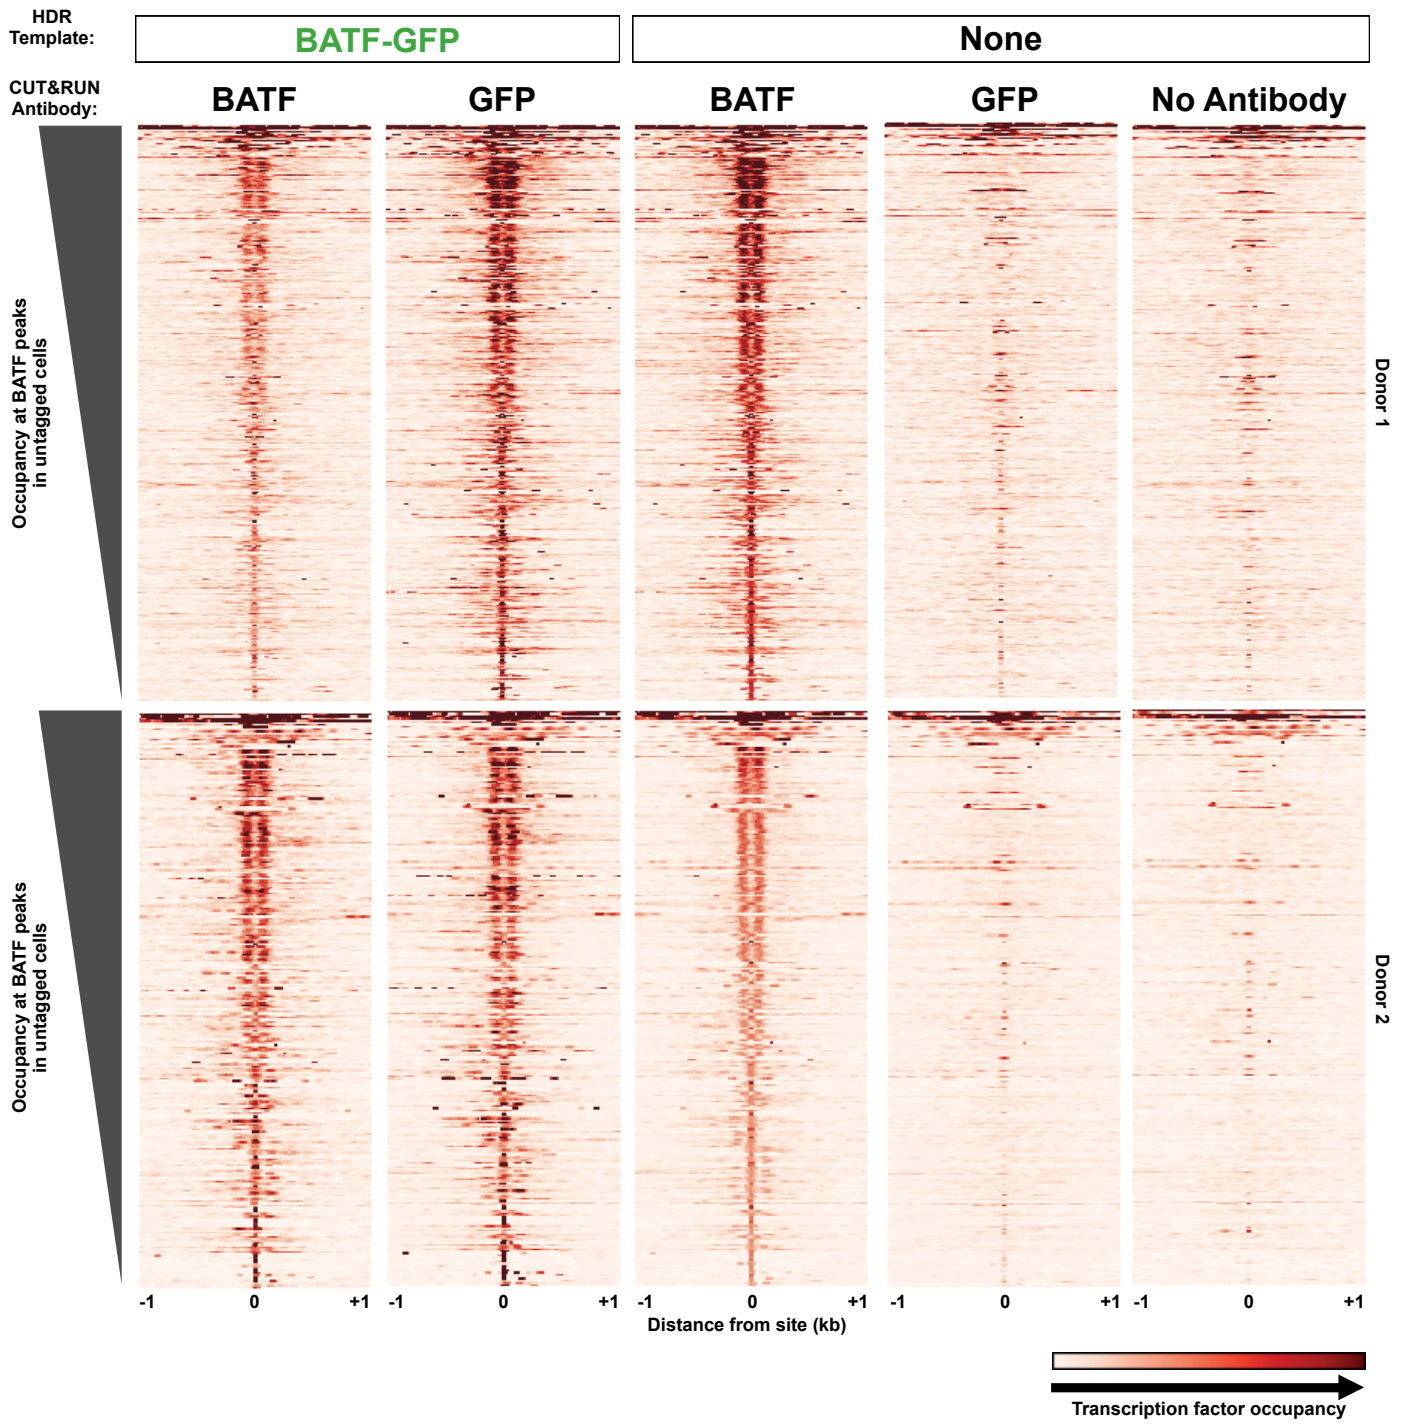 HDR
Template:
BATF-GFP
None
CUT&RUN
Antibody:
BATF
GFP
BATF
GFP
No Antibody
Occupancy at BATF peaks
in untagged cells
Donor 1
Occupancy at BATF peaks
in untagged cells
Donor 2
-1 0 +1
-1 0 +1
-1 0 +1
-1 0 +1
-1 0 +1
Distance from site (kb)
Transcription factor occupancy